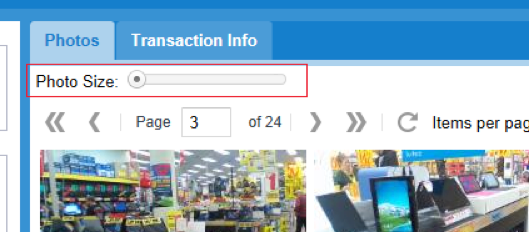 Photos Transaction Info
Photo Size:
Page 3 of 24 Items per pag